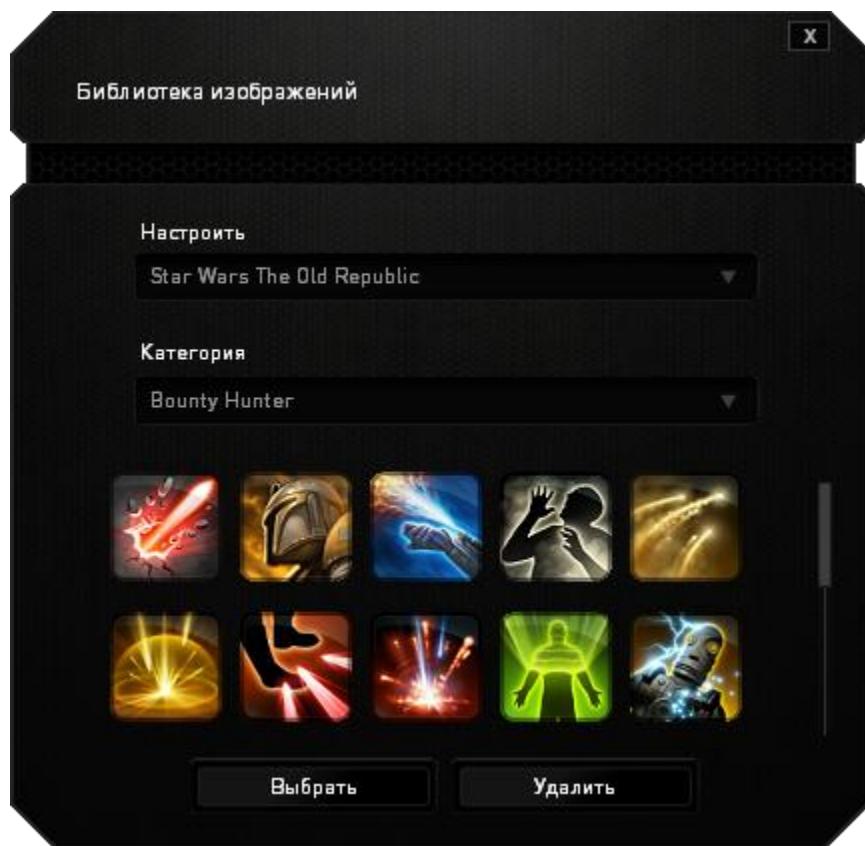 X
Библиотека изображений
Настроить
Star Wars The Old Republic
Категория
Bounty Hunter
Выбрать
Удалить